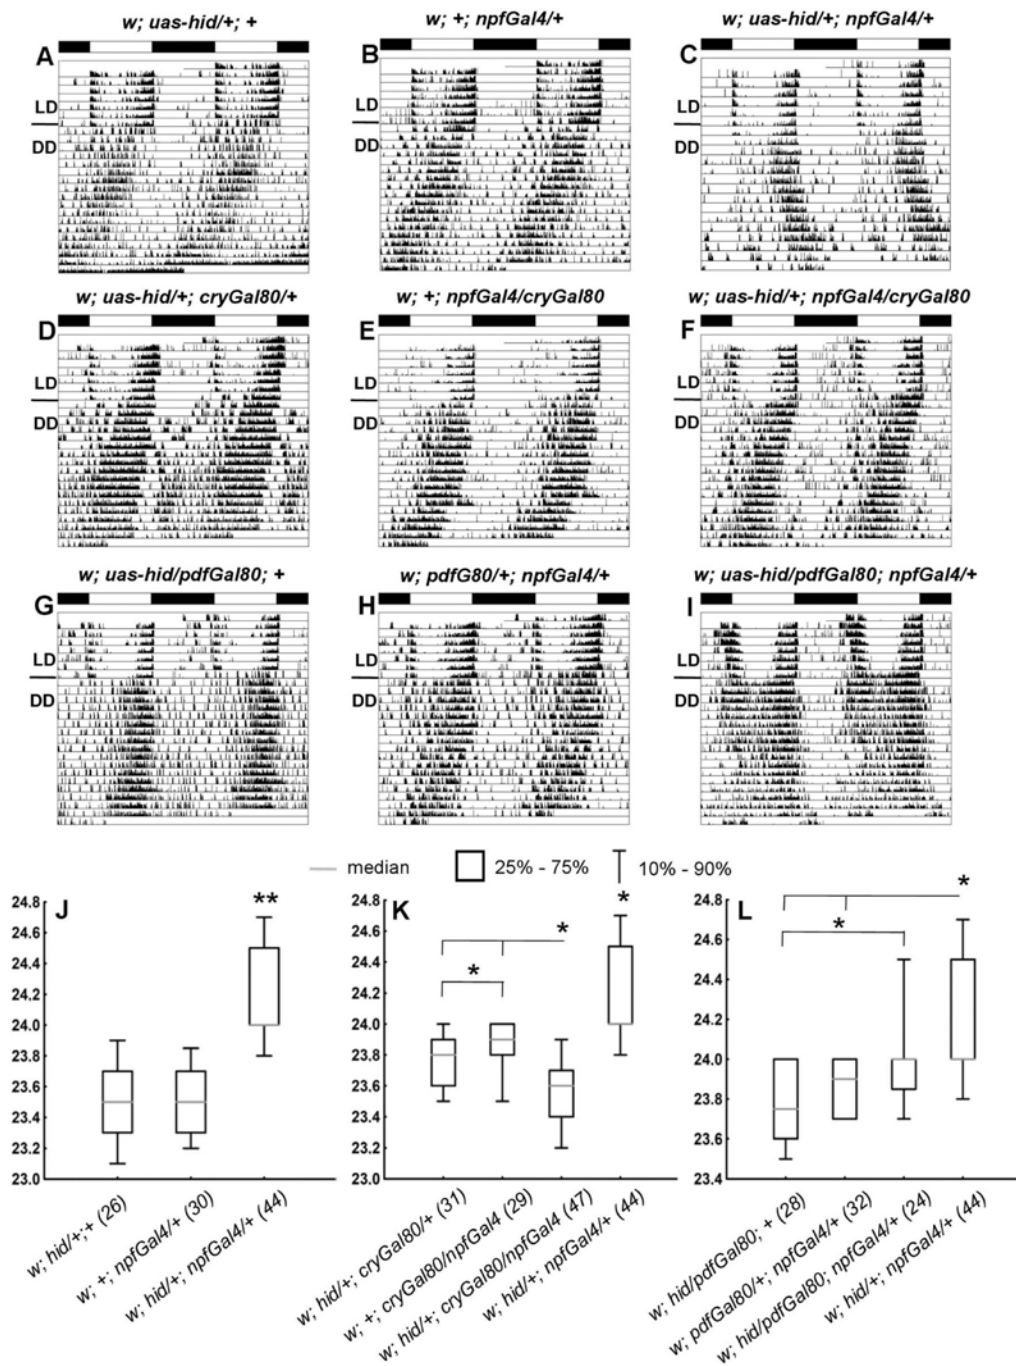 w; uas-hid/+; +
w; +; npfGal4/+
w; uas-hid/+; npfGal4/+
A
B
C
LD
LD
LD
DD
DD
DD
w; uas-hid/+; cryGal80/+
w; +; npfGal4/cryGal80
w; uas-hid/+; npfGal4/cryGal80
D
E
F
LD
LD
LD
DD
DD
DD
w; uas-hid/pdfGal80; +
w; pdfG80/+; npfGal4/+
w; uas-hid/pdfGal80; npfGal4/+
G
H
I
LD
LD
LD
DD
DD
DD
median
25% - 75%
10% - 90%
J
**
24.8
24.6
24.4
24.2
24.0
23.8
23.6
23.4
23.2
23.0
w; hid/+;+ (26)
w; +; npfGal4/+ (30)
w; hid/+; npfGal4/+ (44)
K
*
*
*
24.8
24.6
24.4
24.2
24.0
23.8
23.6
23.4
23.2
23.0
w; hid/+; cryGal80/+ (31)
w; +; cryGal80/npfGal4 (29)
w; hid/+; cryGal80/npfGal4 (47)
w; hid/+; npfGal4/+ (44)
L
*
*
24.8
24.6
24.4
24.2
24.0
23.8
23.6
23.4
w; hid/pdfGal80; + (28)
w; pdfGal80/+; npfGal4/+ (32)
w; hid/pdfGal80; npfGal4/+ (24)
w; hid/+; npfGal4/+ (44)